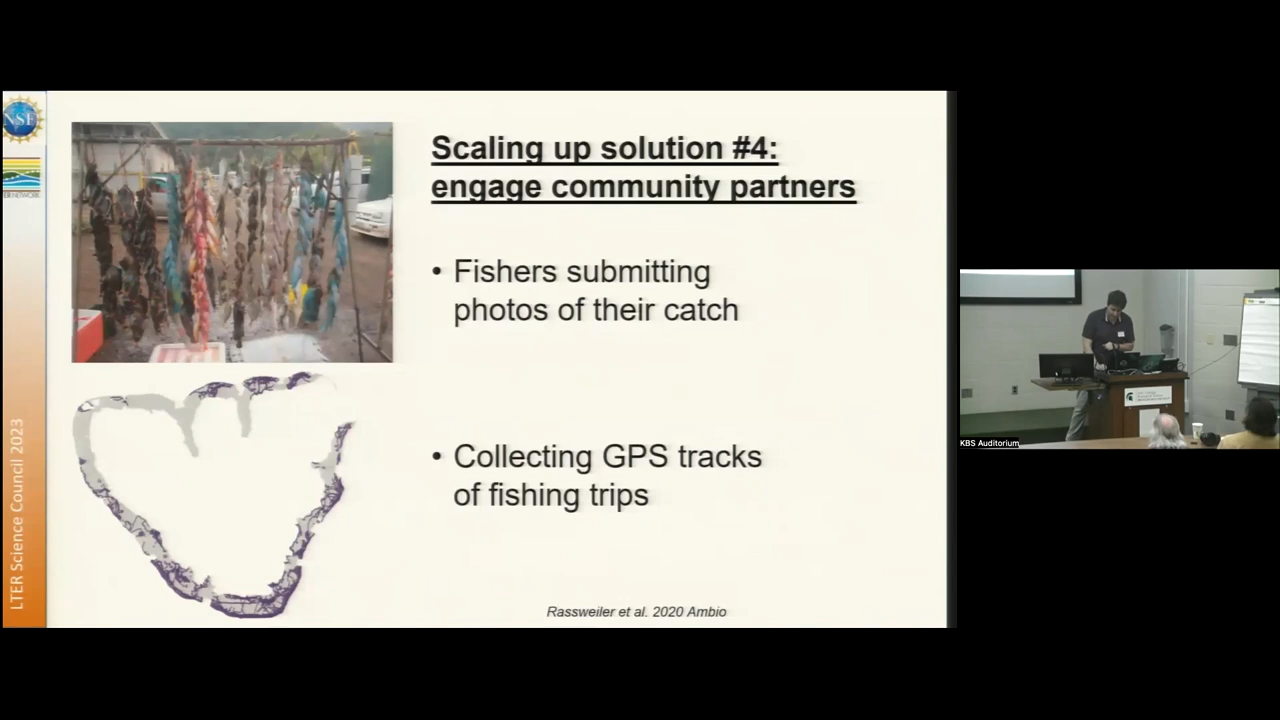 NSF
Scaling up solution #4:
engage community partners
• Fishers submitting
photos of their catch
• Collecting GPS tracks
of fishing trips
Rassweiler et al. 2020 Ambio
LTER Science Council 2023
KBS Auditorium